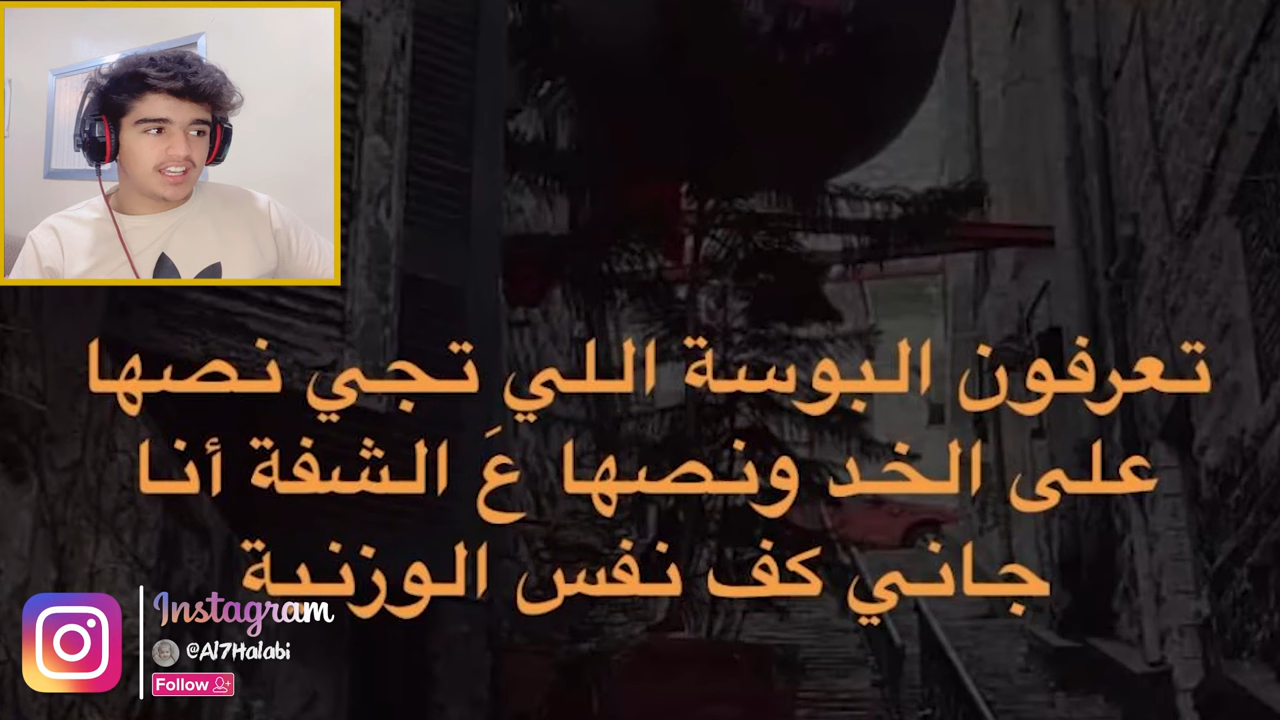 تعرفون البوسة اللي تجي نصها
على الخد ونصها عَ الشفة أنا
جاني كف نفس الوزنية
Instagram
@Al7Halabi
Follow